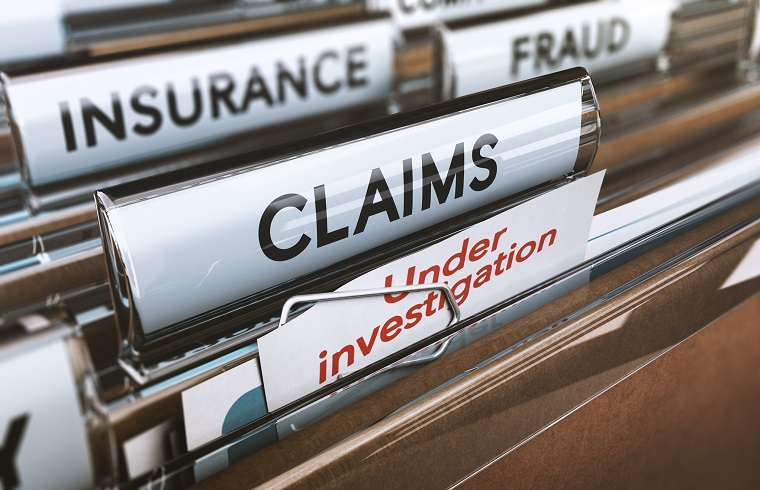 INSURANCE
FRAUD
CLAIMS
Under
investigation